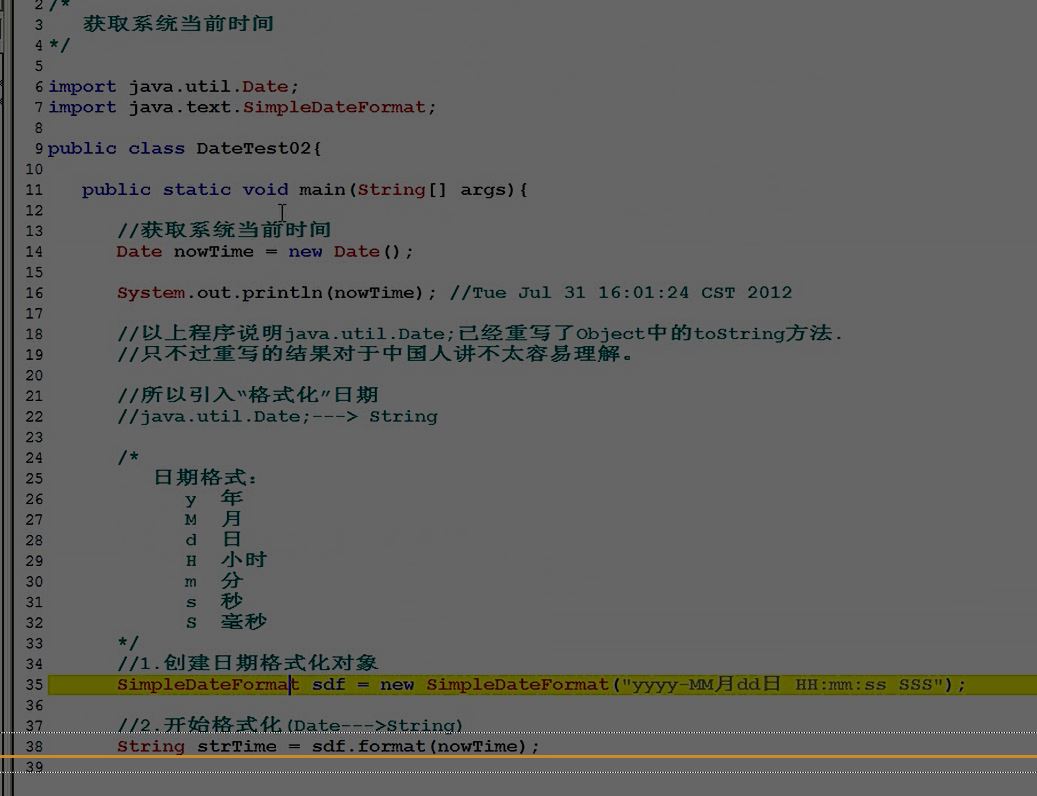 2 /*
3 获取系统当前时间
4 */
5
6 import java.util.Date;
7 import java.text.SimpleDateFormat;
8
9 public class DateTest02{
10
11 public static void main(String[] args){
12
13 //获取系统当前时间
14 Date nowTime = new Date();
15
16 System.out.println(nowTime); //Tue Jul 31 16:01:24 CST 2012
17
18 //以上程序说明java.util.Date;已经重写了Object中的toString方法.
19 //只不过重写的结果对于中国人讲不太容易理解。
20
21 //所以引入“格式化”日期
22 //java.util.Date;---> String
23
24 /*
25 日期格式：
26 y 年
27 M 月
28 d 日
29 H 小时
30 m 分
31 s 秒
32 S 毫秒
33 */
34 //1.创建日期格式化对象
35 SimpleDateFormat sdf = new SimpleDateFormat("yyyy-MM月dd日 HH:mm:ss SSS");
36
37 //2.开始格式化(Date--->String)
38 String strTime = sdf.format(nowTime);
39